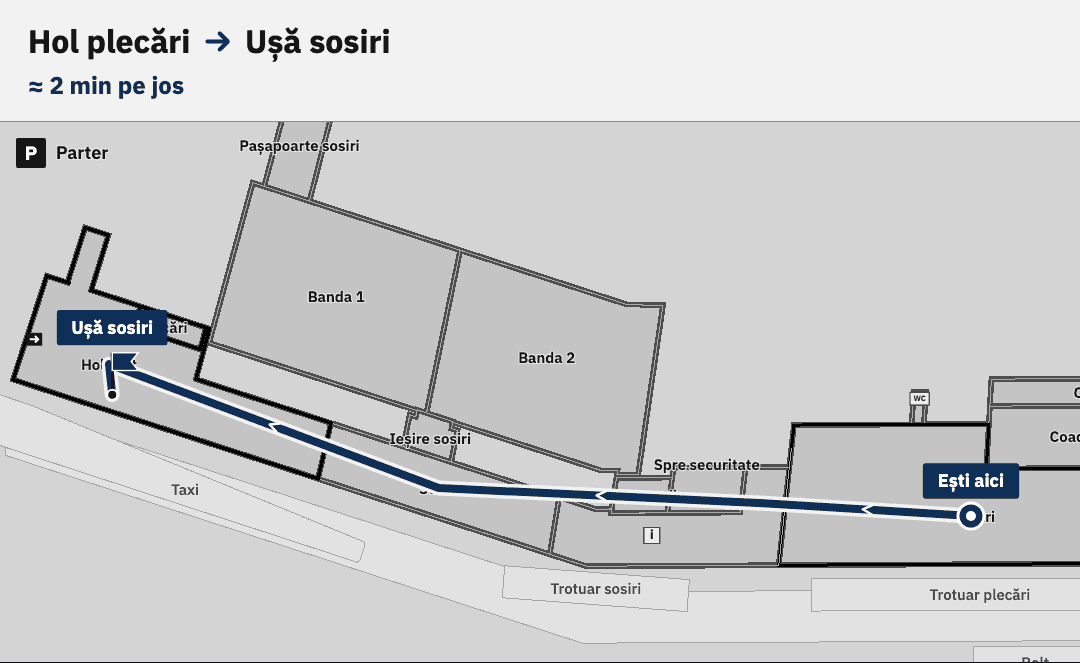 Hol plecări → Ușă sosiri
≈ 2 min pe jos
P Parter
Pașapoarte sosiri
Banda 1
Banda 2
Ușă sosiri
Ieșire sosiri
Spre securitate
wc
Ești aici
i
Taxi
Trotuar sosiri
Trotuar plecări